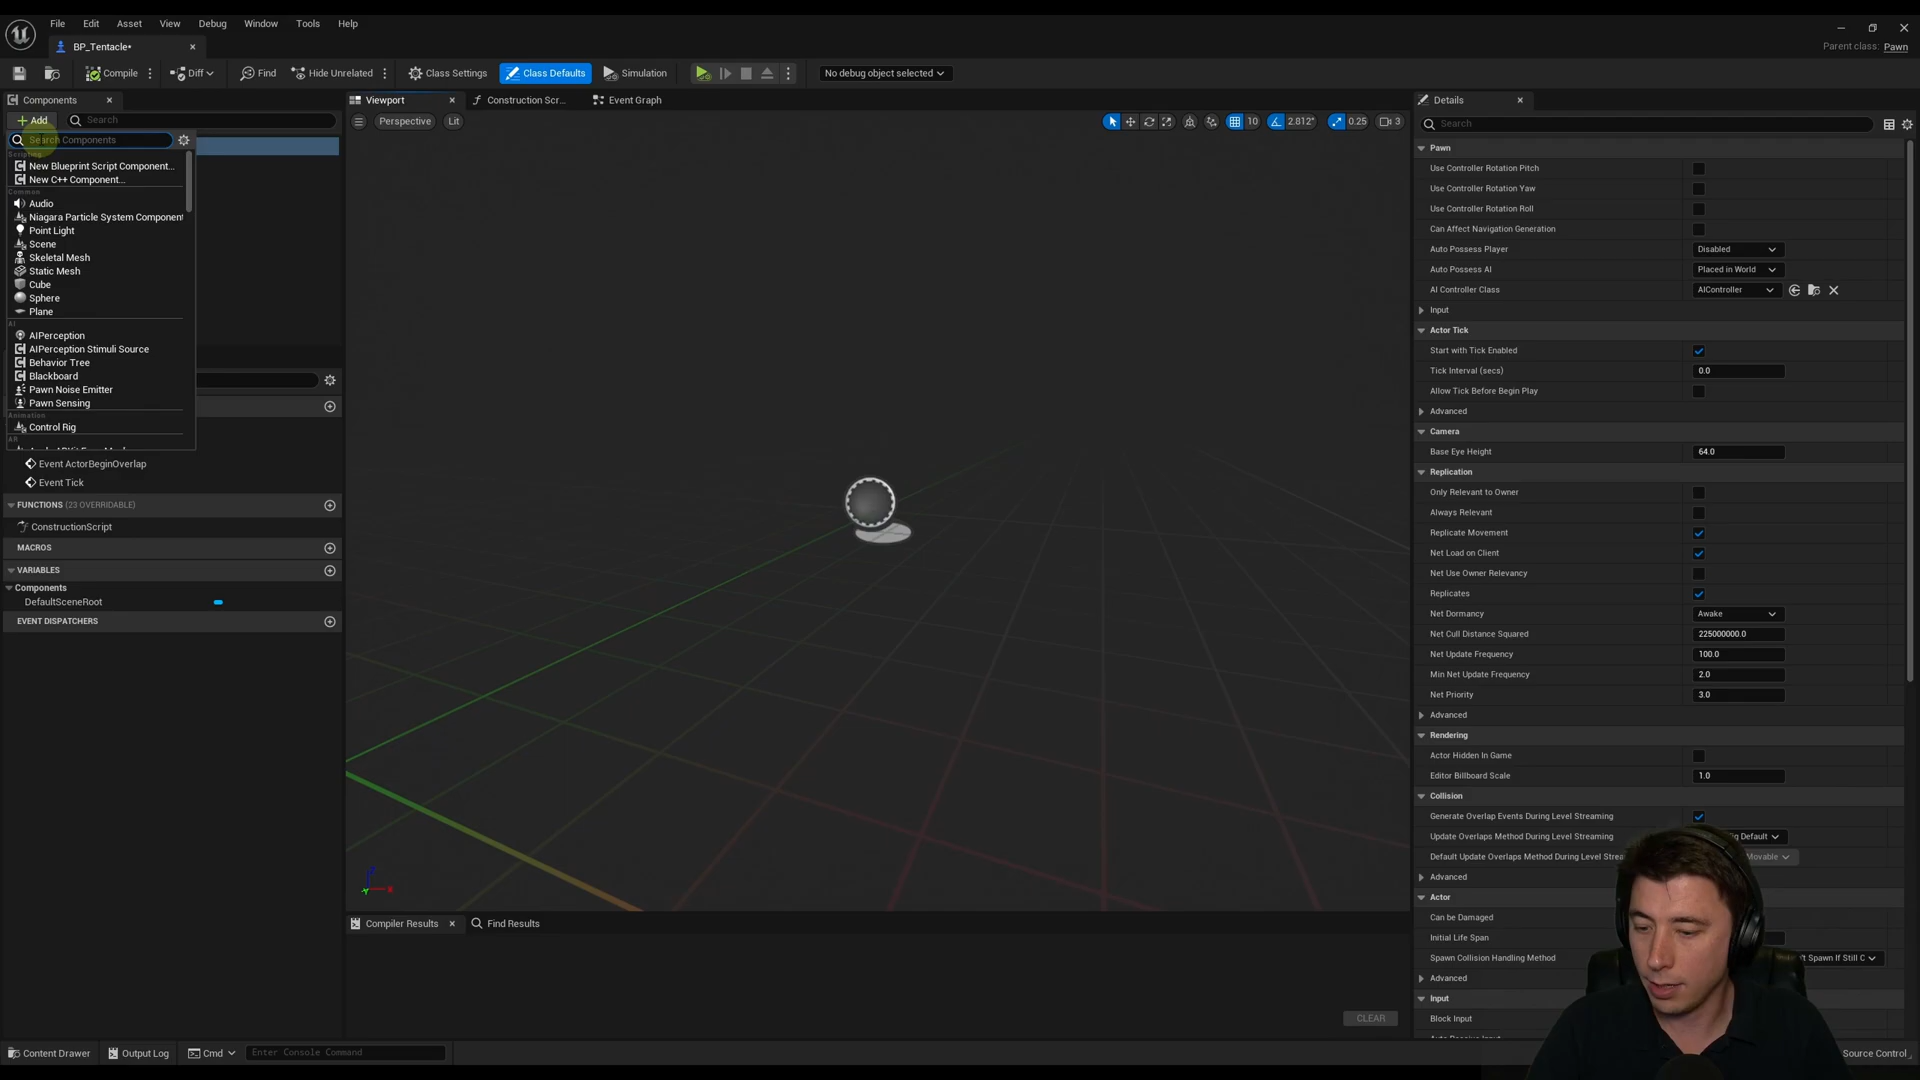 File Edit Asset View Debug Window Tools Help
BP_Tentacle•
Parent class: Pawn
Compile Diff Find Hide Unrelated Class Settings Class Defaults Simulation No debug object selected
Components Viewport Construction Scr... Event Graph Details
+ Add Search
Perspective Lit 10 2.812° 0.25 3
Search
Search Components
Scripting
New Blueprint Script Component...
New C++ Component...
Common
Audio
Niagara Particle System Component
Point Light
Scene
Skeletal Mesh
Static Mesh
Cube
Sphere
Plane
AI
AIPerception
AIPerception Stimuli Source
Behavior Tree
Blackboard
Pawn Noise Emitter
Pawn Sensing
Animation
Control Rig
AR
Event ActorBeginOverlap
Event Tick
FUNCTIONS (23 OVERRIDABLE)
ConstructionScript
MACROS
VARIABLES
Components
DefaultSceneRoot
EVENT DISPATCHERS
Compiler Results Find Results
CLEAR
Pawn
Use Controller Rotation Pitch
Use Controller Rotation Yaw
Use Controller Rotation Roll
Can Affect Navigation Generation
Auto Possess Player Disabled
Auto Possess AI Placed in World
AI Controller Class AIController
Input
Actor Tick
Start with Tick Enabled
Tick Interval (secs) 0.0
Allow Tick Before Begin Play
Advanced
Camera
Base Eye Height 64.0
Replication
Only Relevant to Owner
Always Relevant
Replicate Movement
Net Load on Client
Net Use Owner Relevancy
Replicates
Net Dormancy Awake
Net Cull Distance Squared 225000000.0
Net Update Frequency 100.0
Min Net Update Frequency 2.0
Net Priority 3.0
Advanced
Rendering
Actor Hidden In Game
Editor Billboard Scale 1.0
Collision
Generate Overlap Events During Level Streaming
Update Overlaps Method During Level Streaming ig Default
Default Update Overlaps Method During Level Strea Movable
Advanced
Actor
Can be Damaged
Initial Life Span
Spawn Collision Handling Method 't Spawn If Still C
Advanced
Input
Block Input
Content Drawer Output Log Cmd Enter Console Command Source Control